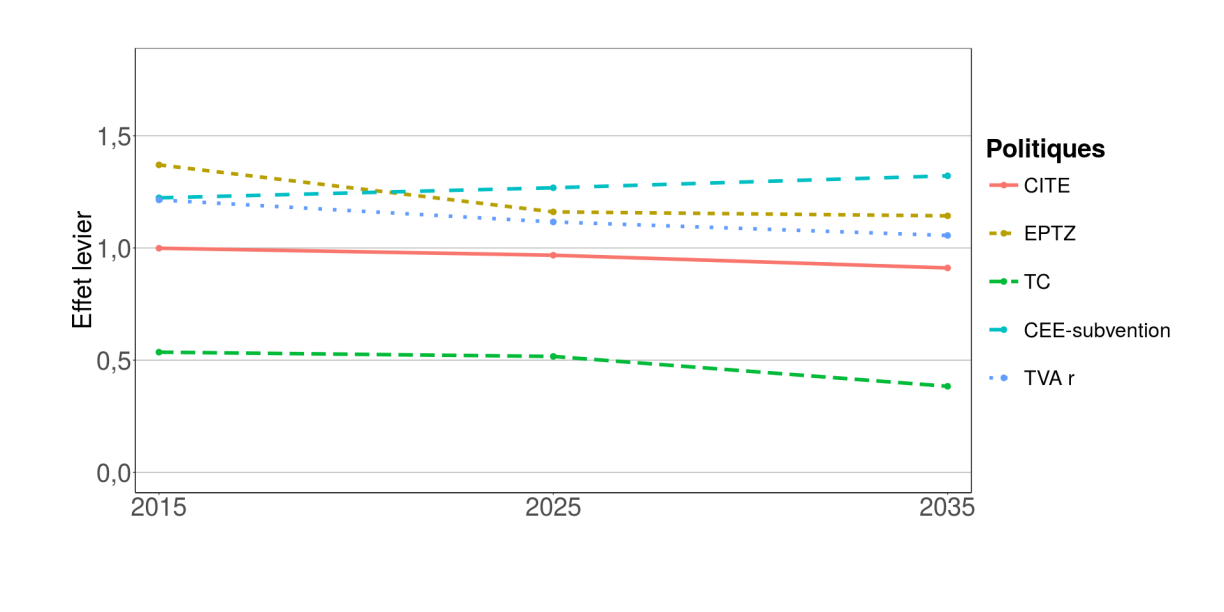 Effet levier
1,5
1,0
0,5
0,0
2015 2025 2035
Politiques
CITE
EPTZ
TC
CEE-subvention
TVA r